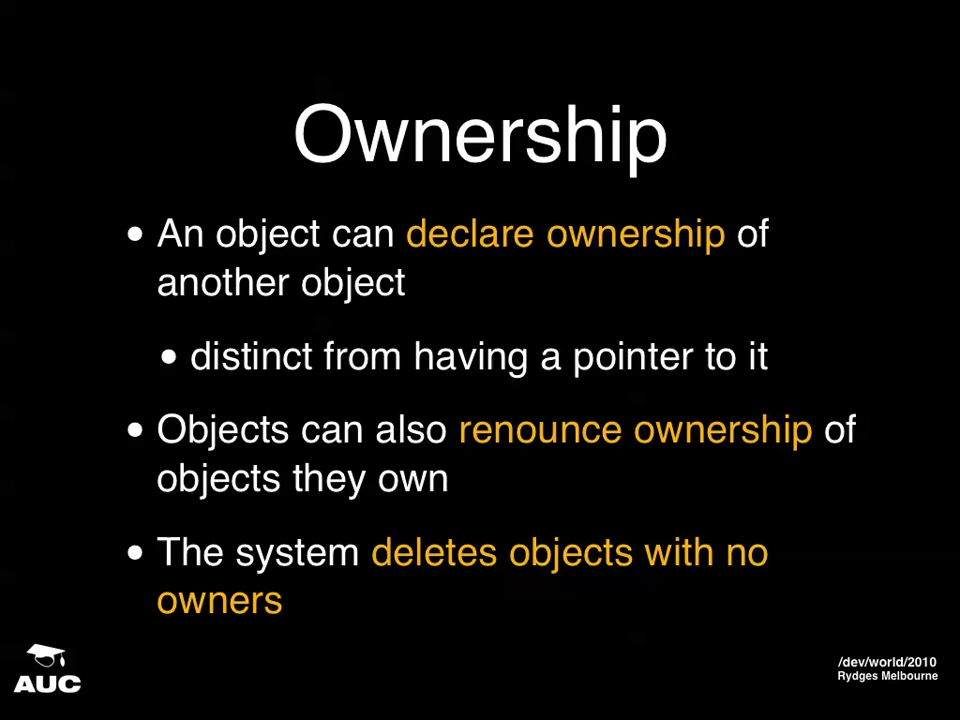 Ownership
• An object can declare ownership of
another object
• distinct from having a pointer to it
• Objects can also renounce ownership of
objects they own
• The system deletes objects with no
owners
AUC
/dev/world/2010
Rydges Melbourne